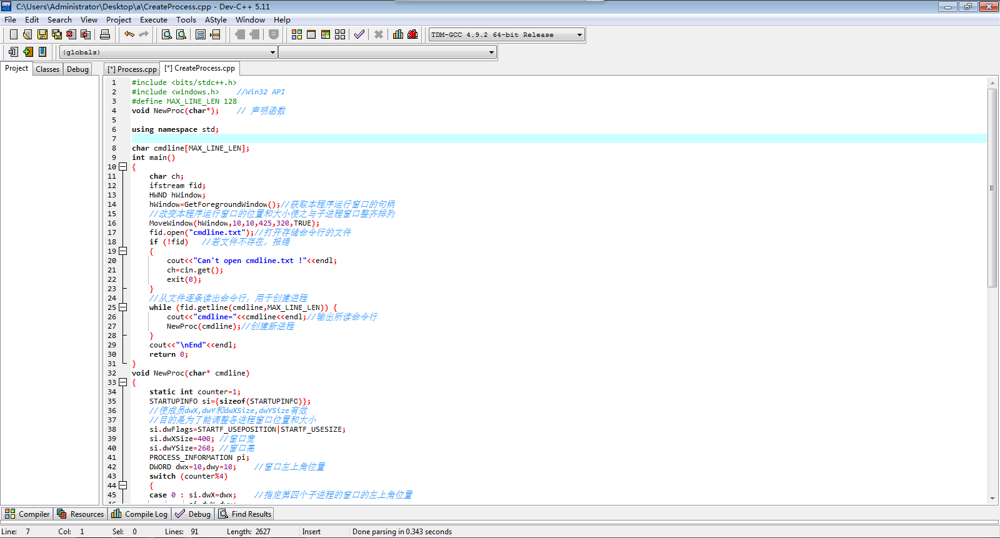 C:\Users\Administrator\Desktop\a\CreateProcess.cpp - Dev-C++ 5.11
File Edit Search View Project Execute Tools AStyle Window Help
TDM-GCC 4.9.2 64-bit Release
(globals)
Project Classes Debug [*] Process.cpp [*] CreateProcess.cpp
1 #include <bits/stdc++.h>
2 #include <windows.h> //Win32 API
3 #define MAX_LINE_LEN 128
4 void NewProc(char*); // 声明函数
5
6 using namespace std;
7
8 char cmdline[MAX_LINE_LEN];
9 int main()
10 {
11 char ch;
12 ifstream fid;
13 HWND hWindow;
14 hWindow=GetForegroundWindow();//获取本程序运行窗口的句柄
15 //改变本程序运行窗口的位置和大小使之与子进程窗口整齐排列
16 MoveWindow(hWindow,10,10,425,320,TRUE);
17 fid.open("cmdline.txt");//打开存储命令行的文件
18 if (!fid) //若文件不存在，报错
19 {
20 cout<<"Can't open cmdline.txt !"<<endl;
21 ch=cin.get();
22 exit(0);
23 }
24 //从文件逐条读出命令行，用于创建进程
25 while (fid.getline(cmdline,MAX_LINE_LEN)) {
26 cout<<"cmdline="<<cmdline<<endl;//输出所读命令行
27 NewProc(cmdline);//创建新进程
28 }
29 cout<<"\nEnd"<<endl;
30 return 0;
31 }
32 void NewProc(char* cmdline)
33 {
34 static int counter=1;
35 STARTUPINFO si={sizeof(STARTUPINFO)};
36 //使成员dwX,dwY和dwXSize,dwYSize有效
37 //目的是为了能调整各进程窗口位置和大小
38 si.dwFlags=STARTF_USEPOSITION|STARTF_USESIZE;
39 si.dwXSize=400; //窗口宽
40 si.dwYSize=260; //窗口高
41 PROCESS_INFORMATION pi;
42 DWORD dwx=10,dwy=10; //窗口左上角位置
43 switch (counter%4)
44 {
45 case 0 : si.dwX=dwx; //指定第四个子进程的窗口的左上角位置
Compiler Resources Compile Log Debug Find Results
Line: 7 Col: 1 Sel: 0 Lines: 91 Length: 2627 Insert Done parsing in 0.343 seconds